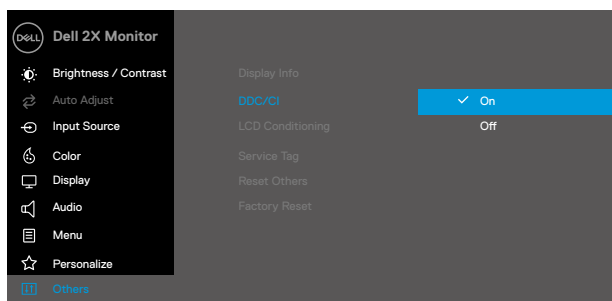 DELL Dell 2X Monitor
Brightness / Contrast
Auto Adjust
Input Source
Color
Display
Audio
Menu
Personalize
Others
Display Info
DDC/CI
LCD Conditioning
Service Tag
Reset Others
Factory Reset
On
Off